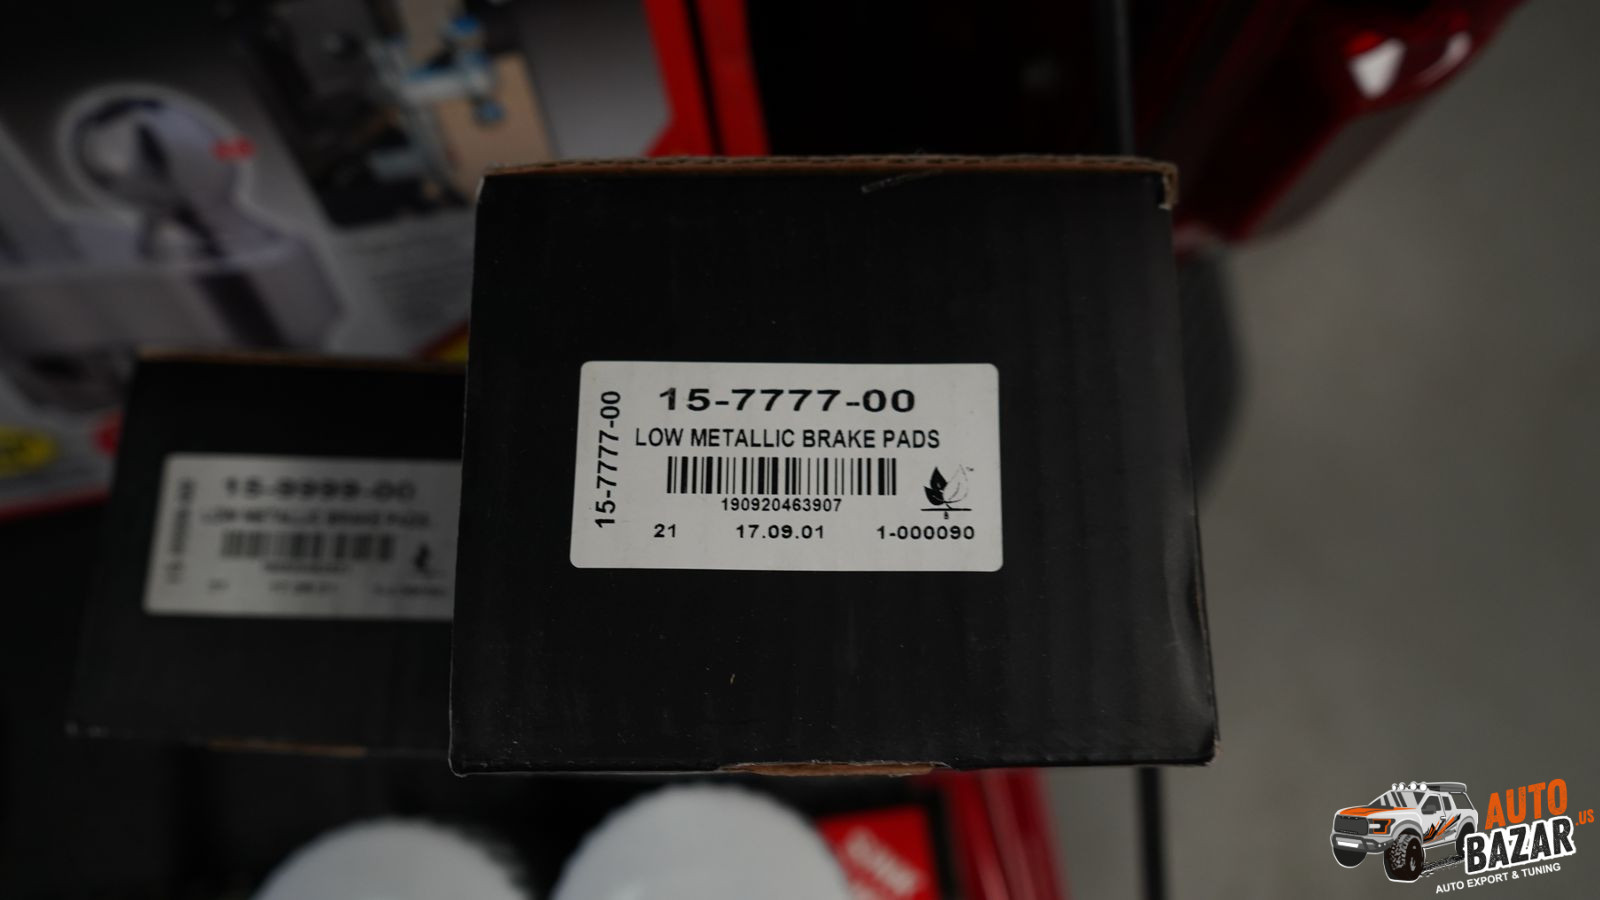 15-7777-00
15-7777-00
LOW METALLIC BRAKE PADS
190920463907
21 17.09.01 1-000090
15-9999-00
LOW METALLIC BRAKE PADS
AUTO
BAZAR
.US
AUTO EXPORT & TUNING